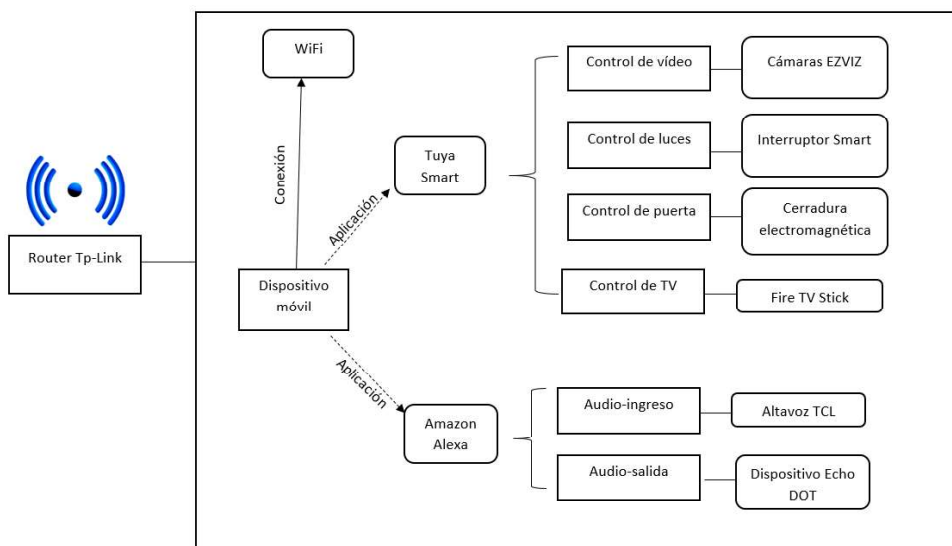 WiFi
Conexión
Router Tp-Link
Dispositivo
móvil
Aplicación
Tuya
Smart
Control de vídeo
Cámaras EZVIZ
Control de luces
Interruptor Smart
Control de puerta
Cerradura
electromagnética
Control de TV
Fire TV Stick
Aplicación
Amazon
Alexa
Audio-ingreso
Altavoz TCL
Audio-salida
Dispositivo Echo
DOT